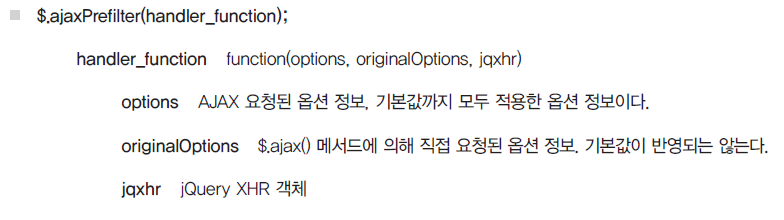 $.ajaxPrefilter(handler_function);
handler_function function(options, originalOptions, jqxhr)
options AJAX 요청된 옵션 정보, 기본값까지 모두 적용한 옵션 정보이다.
originalOptions $.ajax() 메서드에 의해 직접 요청된 옵션 정보. 기본값이 반영되는 않는다.
jqxhr jQuery XHR 객체